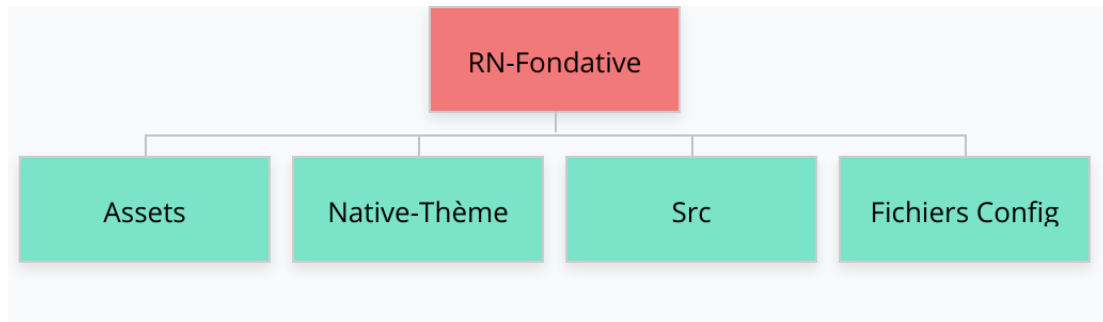 RN-Fondative
Assets
Native-Thème
Src
Fichiers Config